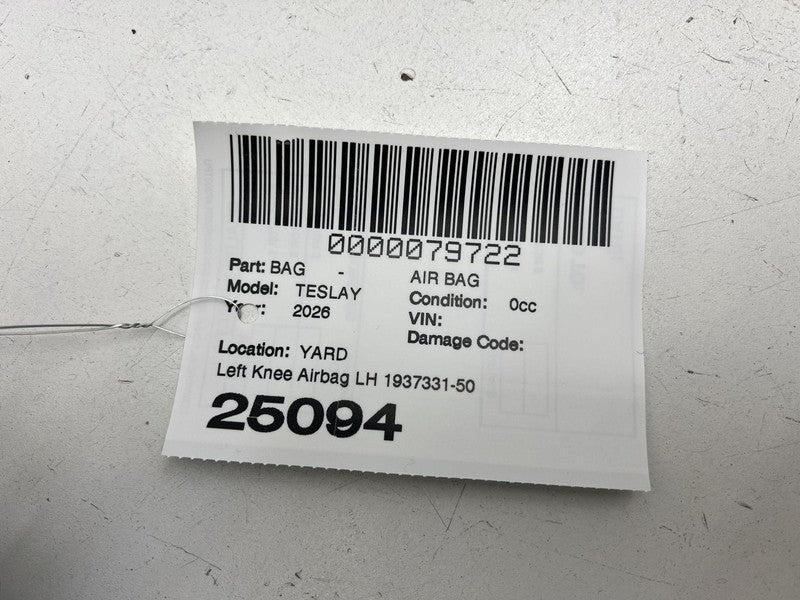 0000079722
Part: BAG - AIR BAG
Model: TESLAY Condition: 0cc
Year: 2026 VIN:
Damage Code:
Location: YARD
Left Knee Airbag LH 1937331-50
25094